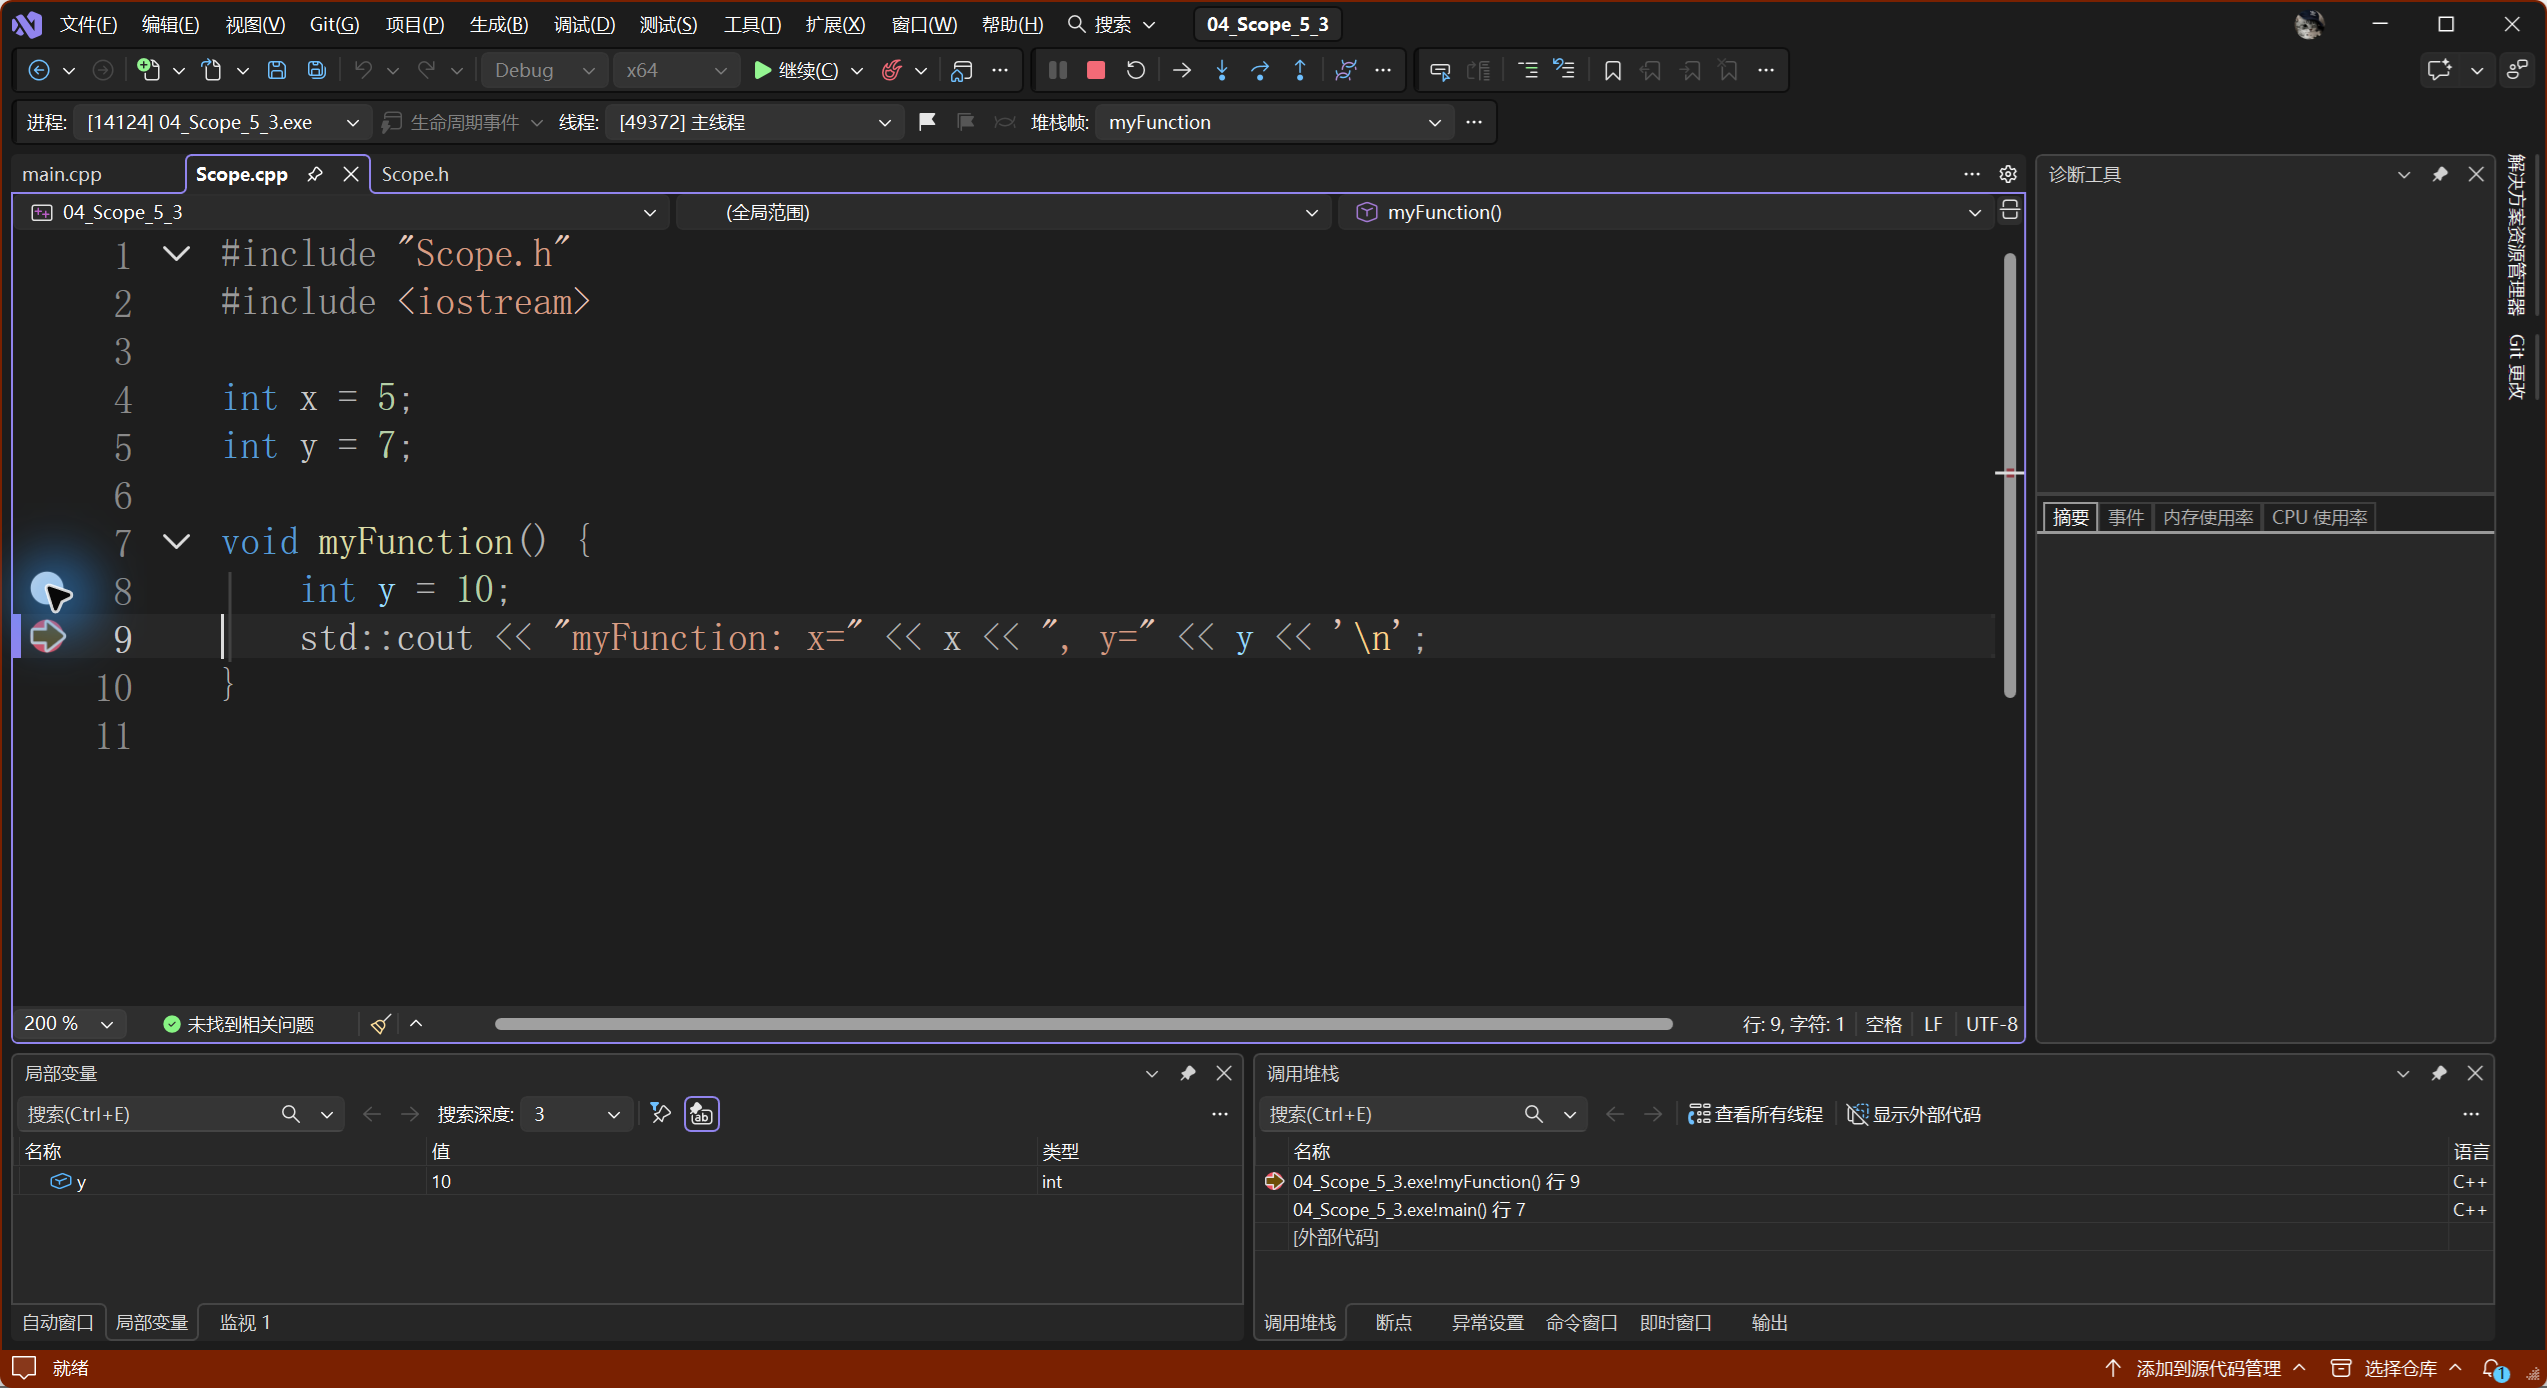 文件(F) 编辑(E) 视图(V) Git(G) 项目(P) 生成(B) 调试(D) 测试(S) 工具(T) 扩展(X) 窗口(W) 帮助(H) 搜索 04_Scope_5_3
Debug x64 继续(C)
进程: [14124] 04_Scope_5_3.exe 生命周期事件 线程: [49372] 主线程 堆栈帧: myFunction
main.cpp Scope.cpp Scope.h
04_Scope_5_3 (全局范围) myFunction()
1 #include "Scope.h"
2 #include <iostream>
3
4 int x = 5;
5 int y = 7;
6
7 void myFunction() {
8 int y = 10;
9 std::cout << "myFunction: x=" << x << ", y=" << y << '\n';
10 }
11
200 % 未找到相关问题 行: 9, 字符: 1 空格 LF UTF-8
诊断工具
摘要 事件 内存使用率 CPU 使用率
解决方案资源管理器
Git 更改
局部变量
搜索(Ctrl+E) 搜索深度: 3
名称 值 类型
y 10 int
自动窗口 局部变量 监视 1
调用堆栈
搜索(Ctrl+E) 查看所有线程 显示外部代码
名称 语言
04_Scope_5_3.exe!myFunction() 行 9 C++
04_Scope_5_3.exe!main() 行 7 C++
[外部代码]
调用堆栈 断点 异常设置 命令窗口 即时窗口 输出
就绪 添加到源代码管理 选择仓库 1